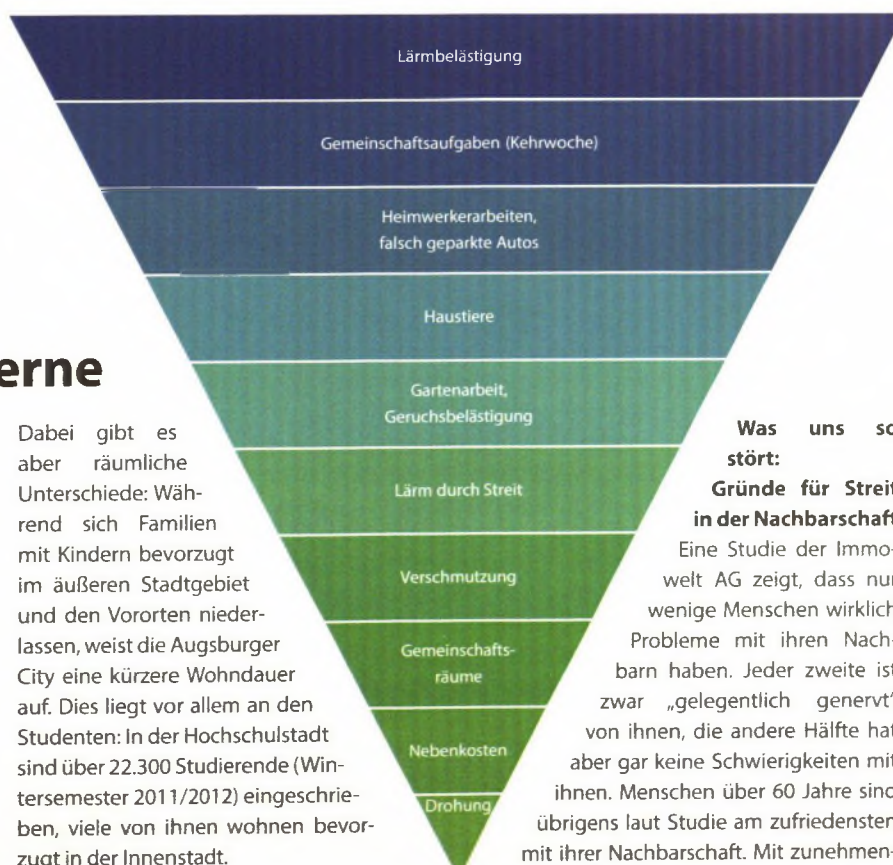 Lärmbelästigung
Gemeinschaftsaufgaben (Kehrwoche)
Heimwerkerarbeiten,
falsch geparkte Autos
Haustiere
Gartenarbeit,
Geruchsbelästigung
Lärm durch Streit
Verschmutzung
Gemeinschafts-
räume
Nebenkosten
Drohung
erne
Dabei gibt es
aber räumliche
Unterschiede: Wäh-
rend sich Familien
mit Kindern bevorzugt
im äußeren Stadtgebiet
und den Vororten nieder-
lassen, weist die Augsburger
City eine kürzere Wohndauer
auf. Dies liegt vor allem an den
Studenten: In der Hochschulstadt
sind über 22.300 Studierende (Win-
tersemester 2011/2012) eingeschrie-
ben, viele von ihnen wohnen bevor-
zugt in der Innenstadt.
Was uns so
stört:
Gründe für Streit
in der Nachbarschaft
Eine Studie der Immo-
welt AG zeigt, dass nur
wenige Menschen wirklich
Probleme mit ihren Nach-
barn haben. Jeder zweite ist
zwar „gelegentlich genervt“
von ihnen, die andere Hälfte hat
aber gar keine Schwierigkeiten mit
ihnen. Menschen über 60 Jahre sind
übrigens laut Studie am zufriedensten
mit ihrer Nachbarschaft. Mit zunehmen-